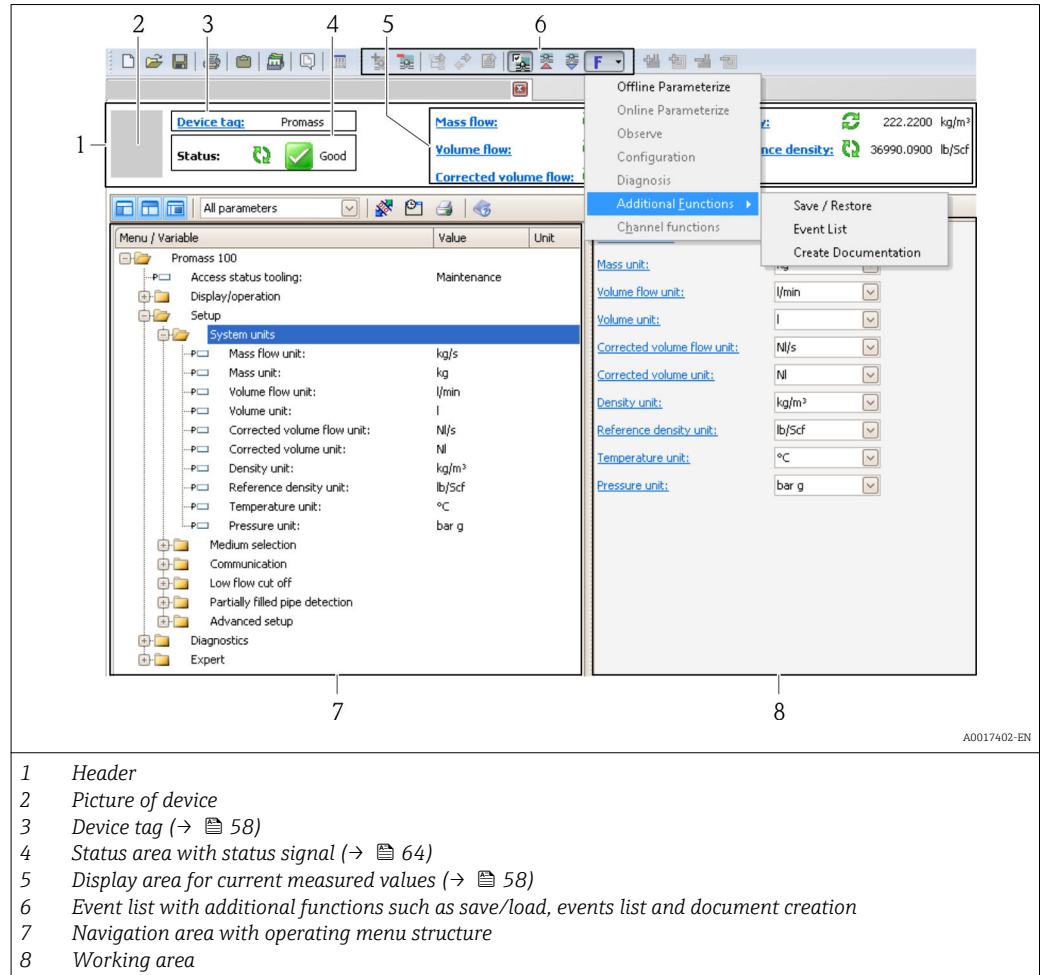 2 3 4 5 6
F
Offline Parameterize
Online Parameterize
Observe
Configuration
Diagnosis
Additional Functions
Channel functions
Save / Restore
Event List
Create Documentation
1
Device tag: Promass
Status: Good
Mass flow:
Volume flow:
Corrected volume flow:
y: 222.2200 kg/m³
nce density: 36990.0900 lb/Scf
All parameters
Menu / Variable Value Unit
Promass 100
Access status tooling: Maintenance
Display/operation
Setup
System units
Mass flow unit: kg/s
Mass unit: kg
Volume flow unit: l/min
Volume unit: l
Corrected volume flow unit: Nl/s
Corrected volume unit: Nl
Density unit: kg/m³
Reference density unit: lb/Scf
Temperature unit: °C
Pressure unit: bar g
Medium selection
Communication
Low flow cut off
Partially filled pipe detection
Advanced setup
Diagnostics
Expert
Mass unit: kg
Volume flow unit: l/min
Volume unit: l
Corrected volume flow unit: Nl/s
Corrected volume unit: Nl
Density unit: kg/m³
Reference density unit: lb/Scf
Temperature unit: °C
Pressure unit: bar g
7 8
A0017402-EN
1 Header
2 Picture of device
3 Device tag (→ 58)
4 Status area with status signal (→ 64)
5 Display area for current measured values (→ 58)
6 Event list with additional functions such as save/load, events list and document creation
7 Navigation area with operating menu structure
8 Working area